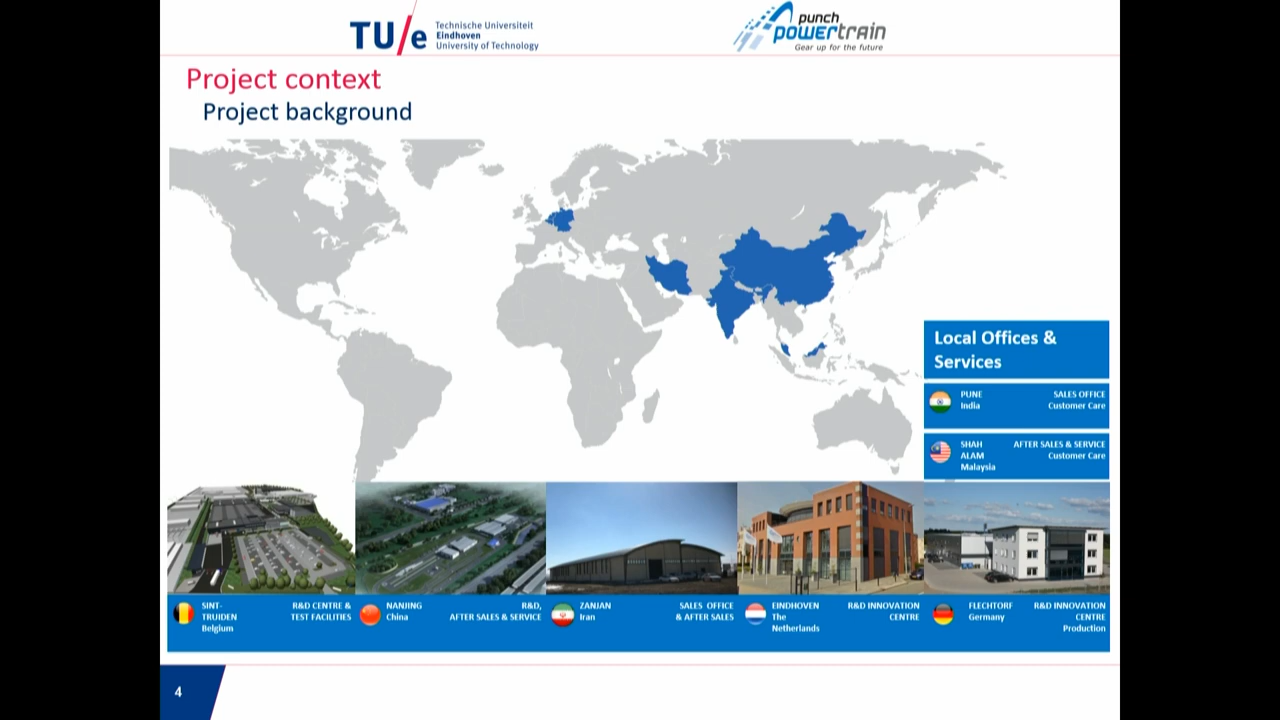 TU/e
Technische Universiteit
Eindhoven
University of Technology
punch
powertrain
Gear up for the future
Project context
Project background
Local Offices &
Services
PUNE
India
SALES OFFICE
Customer Care
SHAH
ALAM
Malaysia
AFTER SALES & SERVICE
Customer Care
SINT-
TRUIDEN
Belgium
R&D CENTRE &
TEST FACILITIES
NANJING
China
R&D,
AFTER SALES & SERVICE
ZANJAN
Iran
SALES OFFICE
& AFTER SALES
EINDHOVEN
The
Netherlands
R&D INNOVATION
CENTRE
FLECHTORF
Germany
R&D INNOVATION
CENTRE
Production
4